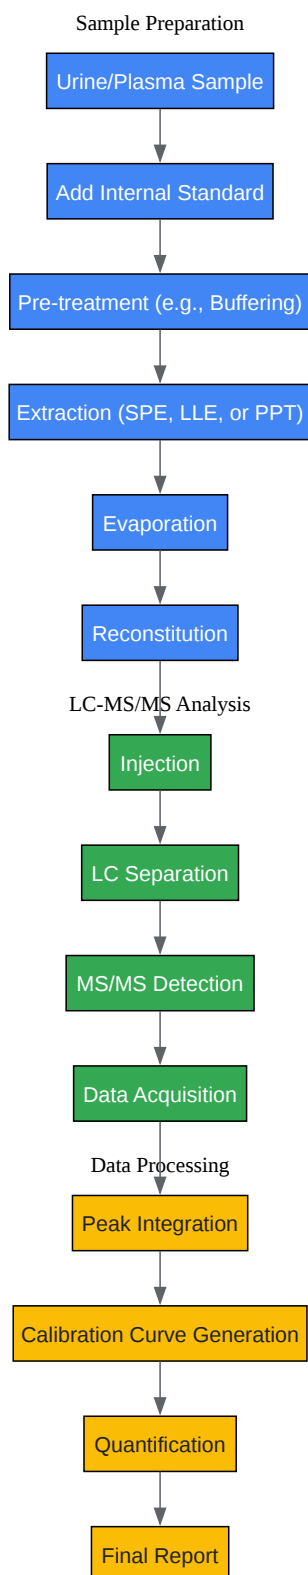 Sample Preparation
Urine/Plasma Sample
Add Internal Standard
Pre-treatment (e.g., Buffering)
Extraction (SPE, LLE, or PPT)
Evaporation
Reconstitution
LC-MS/MS Analysis
Injection
LC Separation
MS/MS Detection
Data Acquisition
Data Processing
Peak Integration
Calibration Curve Generation
Quantification
Final Report